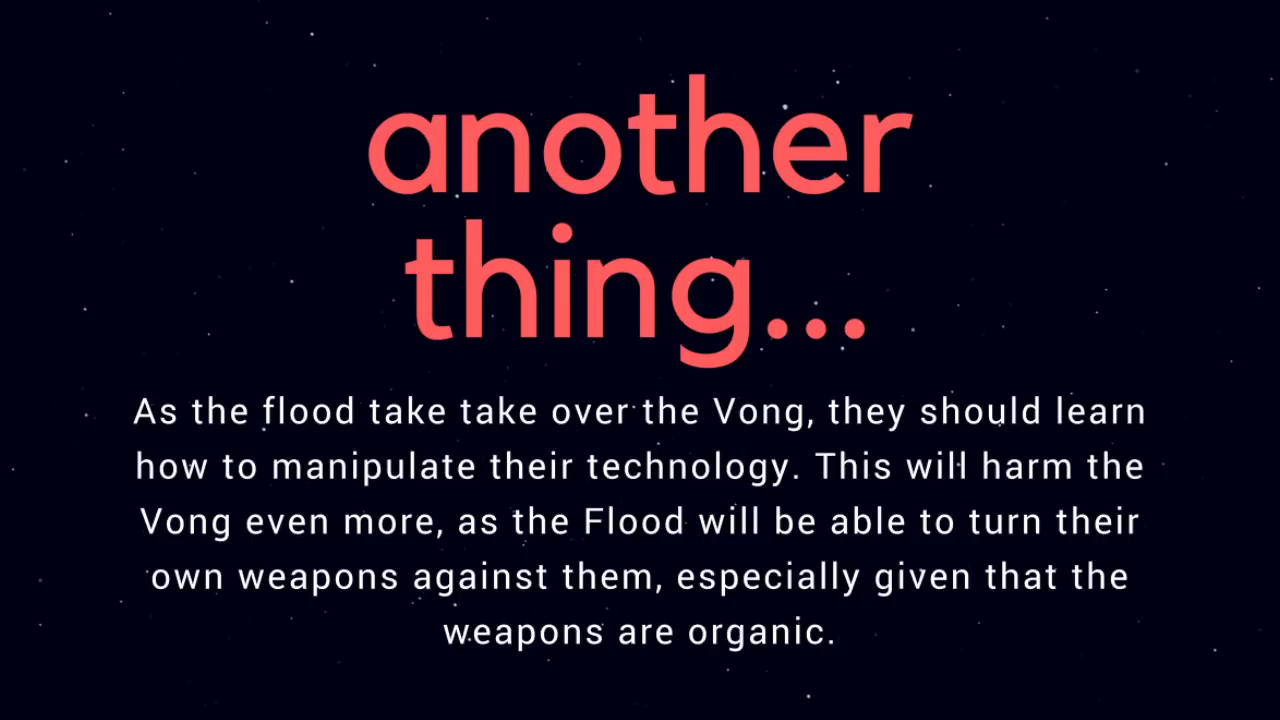 another
thing...
As the flood take take over the Vong, they should learn
how to manipulate their technology. This will harm the
Vong even more, as the Flood will be able to turn their
own weapons against them, especially given that the
weapons are organic.